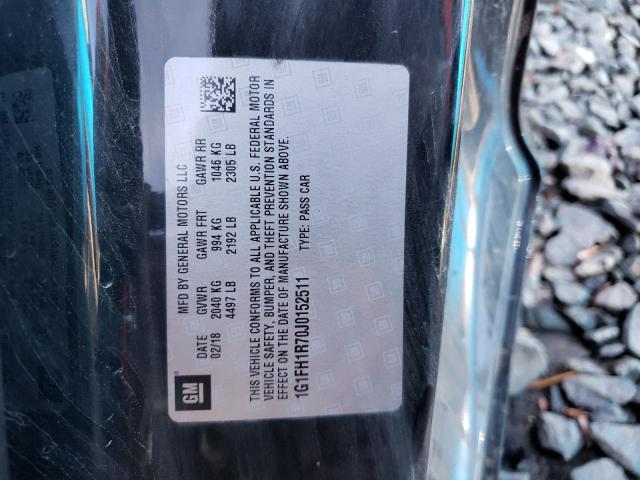 MFD BY GENERAL MOTORS LLC
DATE GVWR GAWR FRT GAWR RR
02/18 2040 KG 994 KG 1046 KG
4497 LB 2192 LB 2305 LB
THIS VEHICLE CONFORMS TO ALL APPLICABLE U.S. FEDERAL MOTOR
VEHICLE SAFETY, BUMPER, AND THEFT PREVENTION STANDARDS IN
EFFECT ON THE DATE OF MANUFACTURE SHOWN ABOVE.
1G1FH1R70J0152511 TYPE: PASS CAR
GM